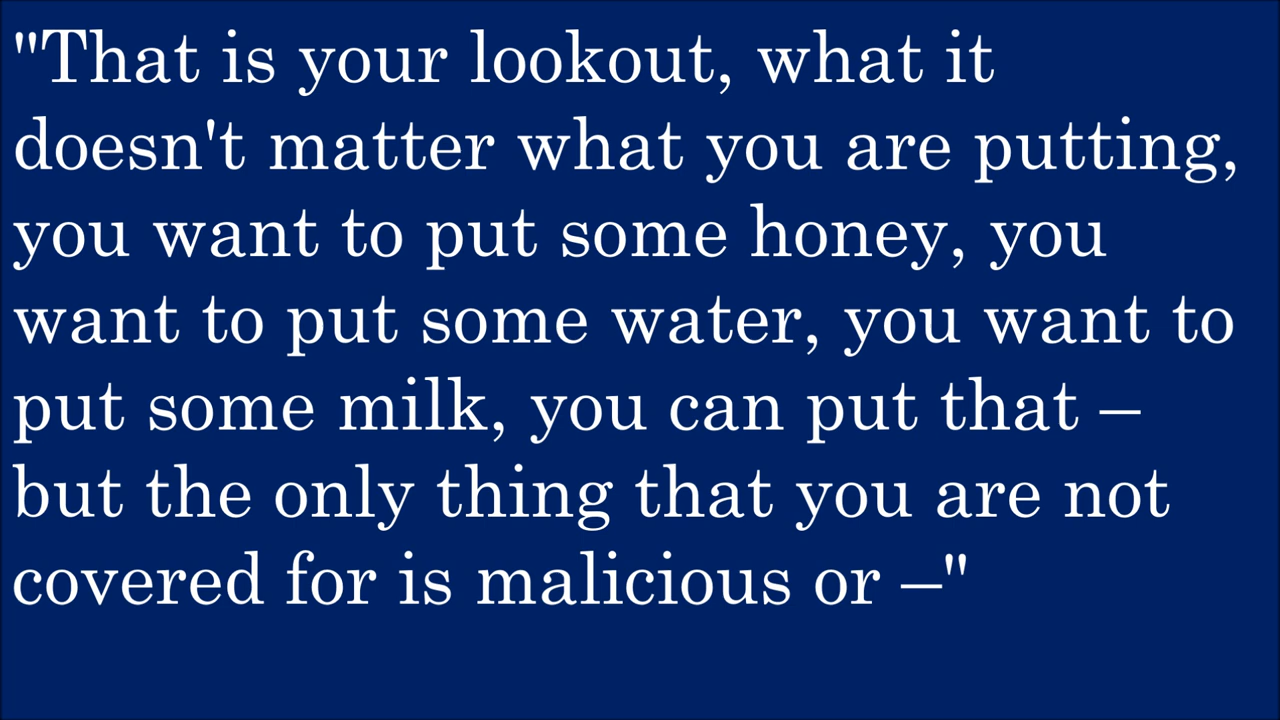 "That is your lookout, what it
doesn't matter what you are putting,
you want to put some honey, you
want to put some water, you want to
put some milk, you can put that –
but the only thing that you are not
covered for is malicious or –"